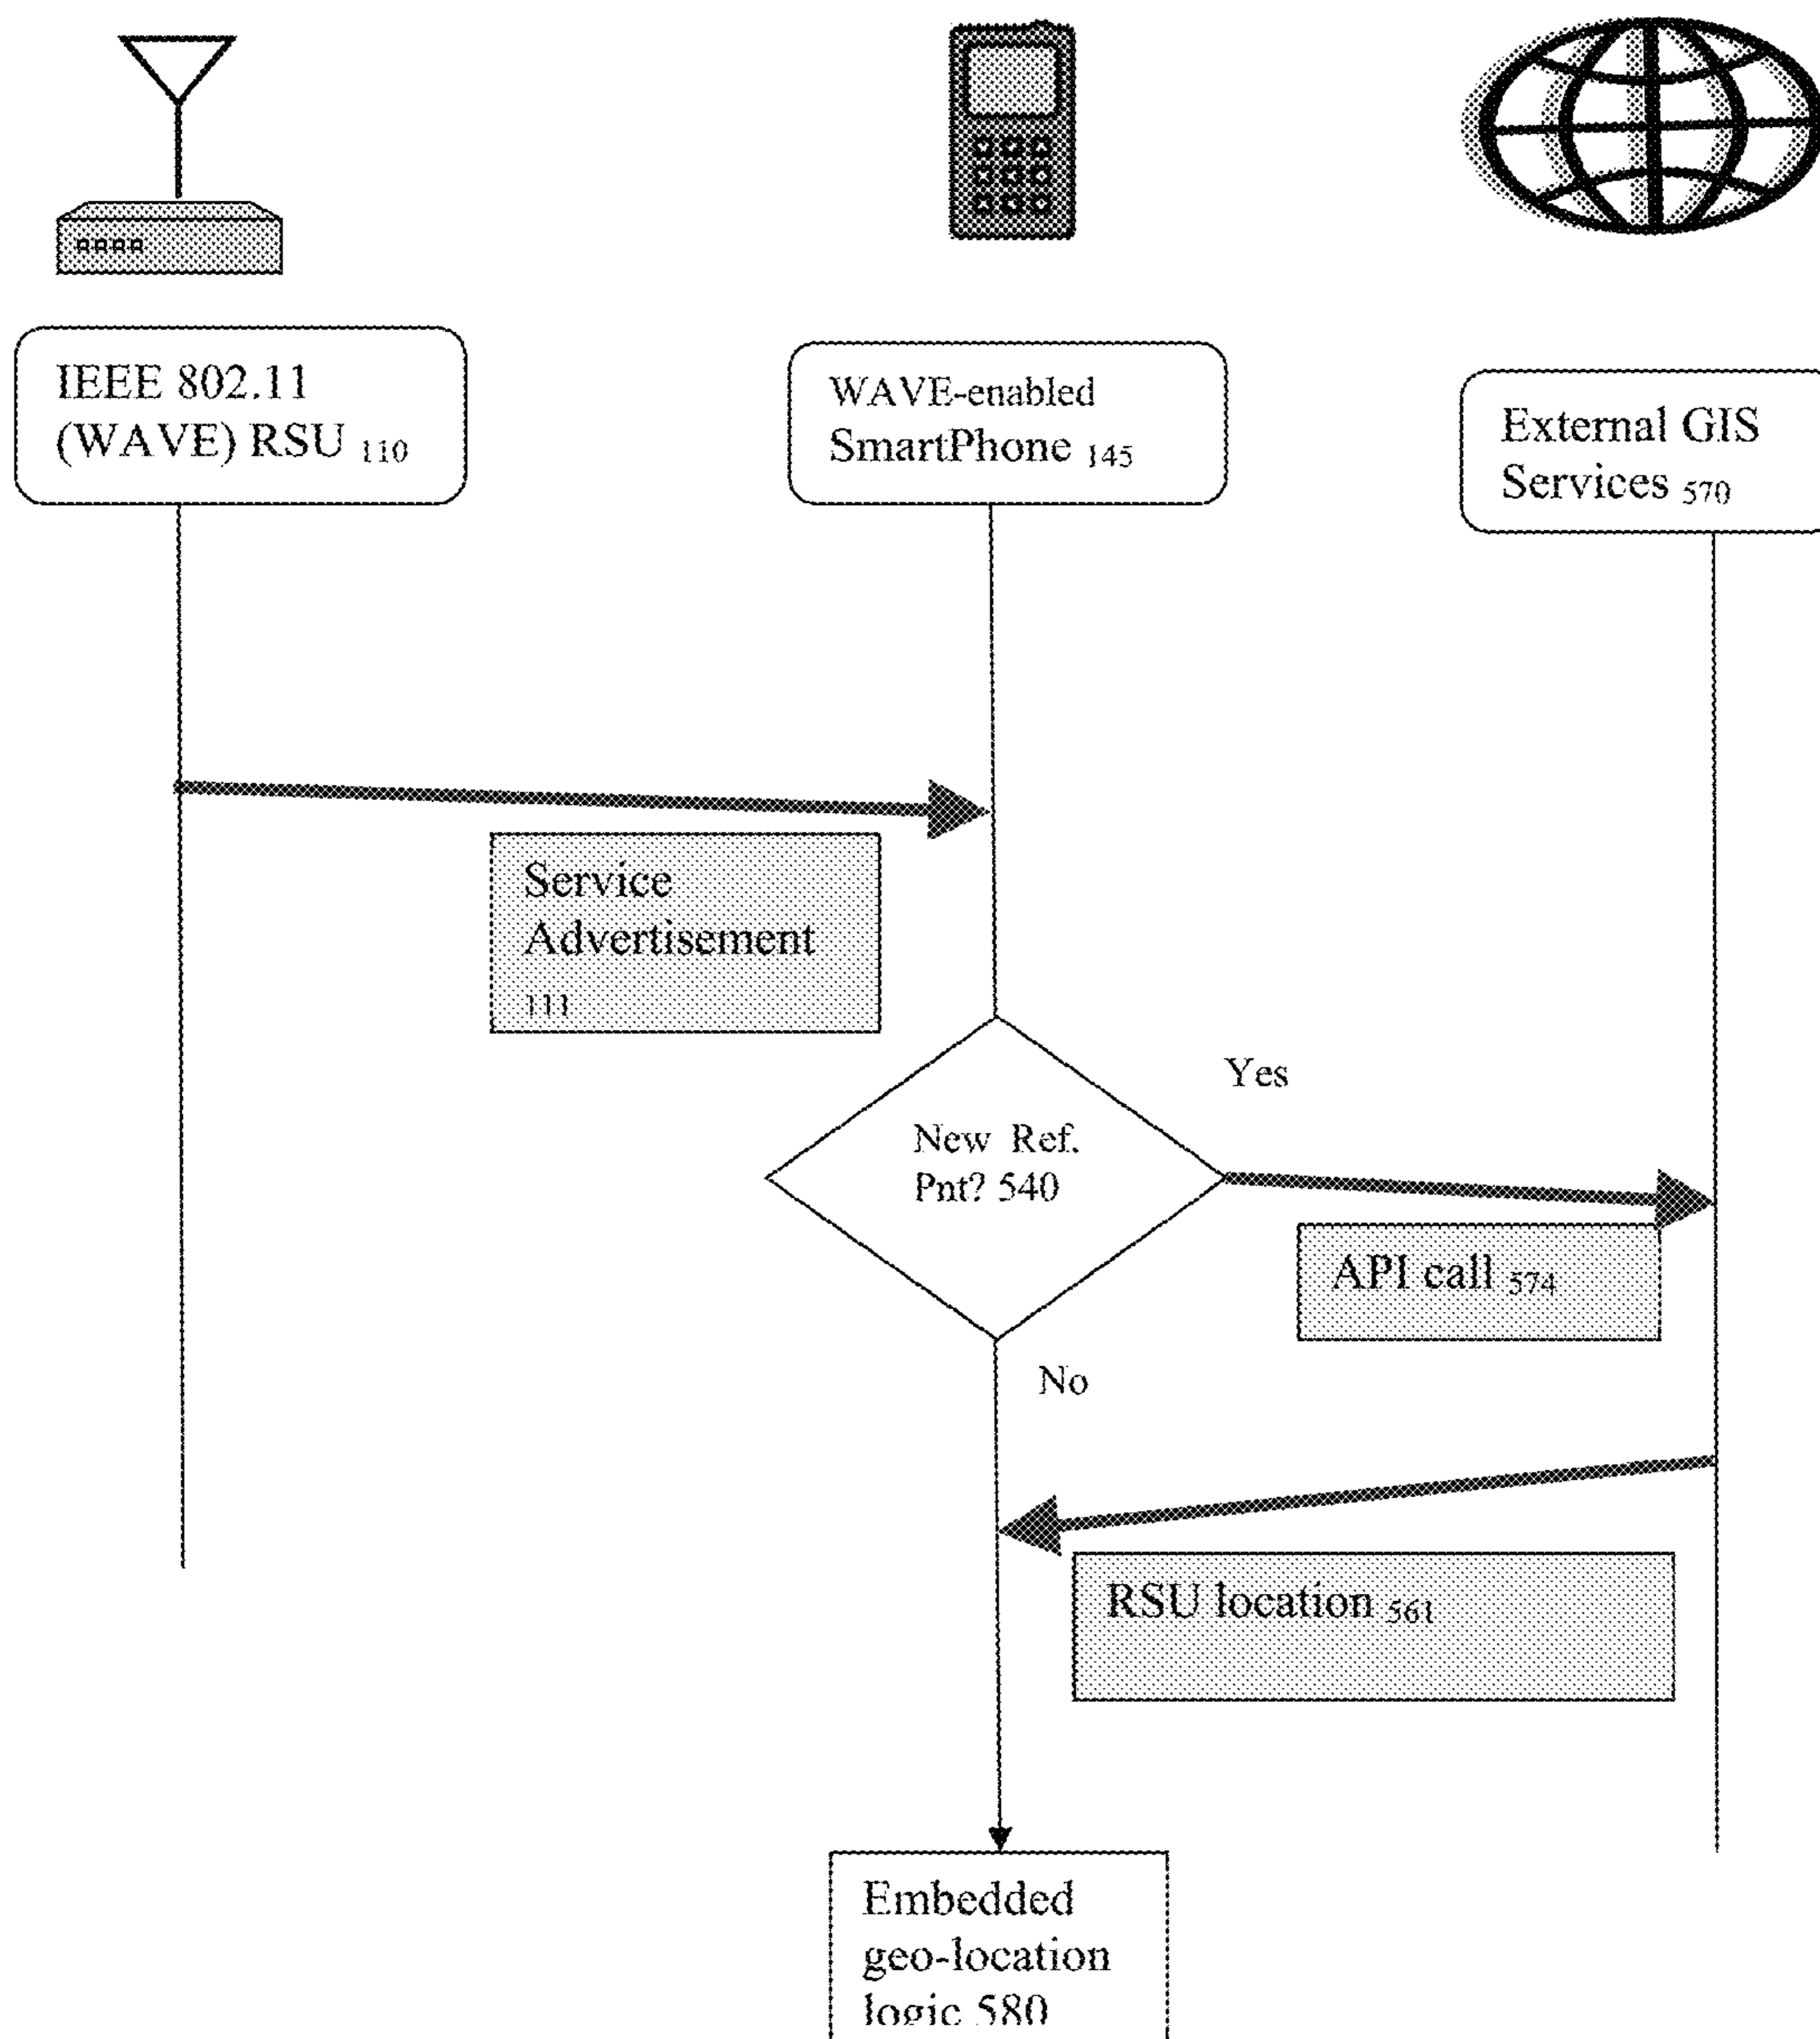 IEEE 802.11
(WAVE) RSU 110
WAVE-enabled
SmartPhone 145
External GIS
Services 570
Service
Advertisement
111
Yes
New Ref.
Pnt? 540
API call 574
No
RSU location 561
Embedded
geo-location
logic 580